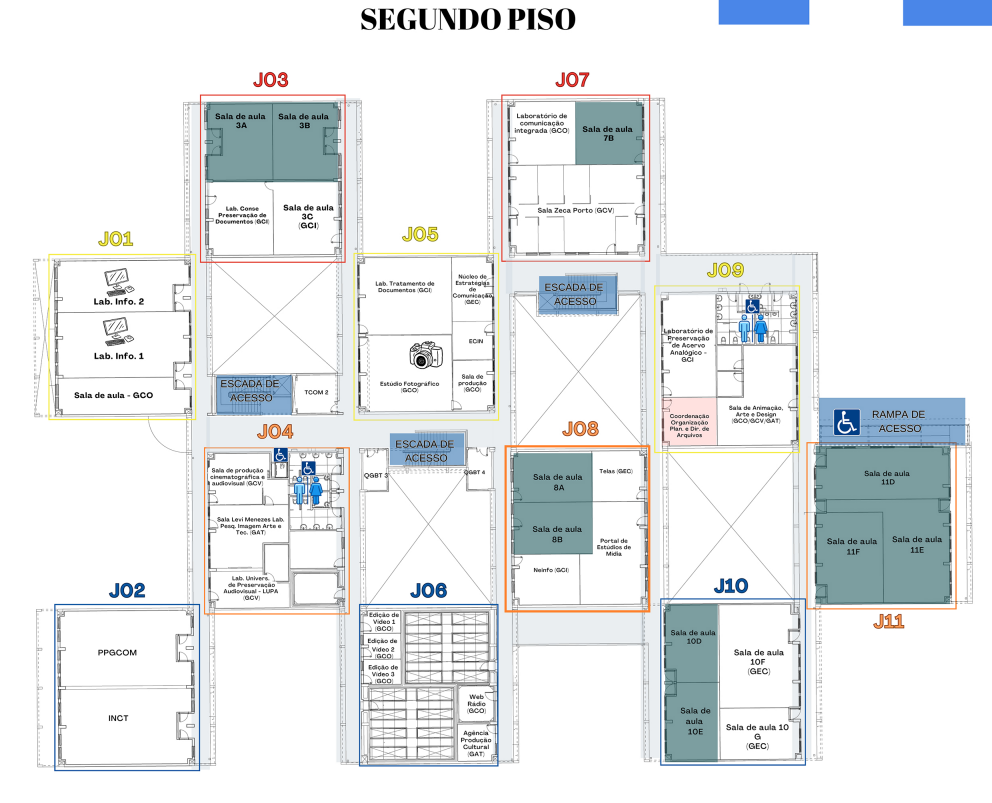 SEGUNDO PISO
J03
Sala de aula
3A
Sala de aula
3B
Lab. Conse
Preservação de
Documentos (GCI)
Sala de aula
3C
(GCI)
J07
Laboratório de
comunicação
integrada (GCO)
Sala de aula
7B
Sala Zeca Porto (GCV)
J01
Lab. Info. 2
Lab. Info. 1
Sala de aula - GCO
ESCADA DE
ACESSO
TCOM 2
J05
Lab. Tratamento de
Documentos (GCI)
Núcleo de
Estratégias
de
Comunicação
(GEC)
ECIN
Estúdio Fotográfico
(GCO)
Sala de
produção
(GCO)
ESCADA DE
ACESSO
J09
Laboratório de
Preservação
de Acervo
Analógico -
GCI
Coordenação
Organização
Plan. e Dir. de
Arquivos
Sala de Animação,
Arte e Design
(GCO/GCV/GAT)
RAMPA DE
ACESSO
J04
Sala de produção
cinematográfica e
audiovisual (GCV)
Sala Levi Menezes Lab.
Pesq. Imagem Arte e
Tec. (GAT)
Lab. Univers.
de Preservação
Audiovisual - LUPA
(GCV)
ESCADA DE
ACESSO
QGBT 3
QGBT 4
J08
Sala de aula
8A
Telas (GEC)
Sala de aula
8B
Portal de
Estúdios de
Mídia
Neinfo (GCI)
Sala de aula
11D
Sala de aula
11F
Sala de aula
11E
J11
J02
PPGCOM
INCT
J06
Edição de
Vídeo 1
(GCO)
Edição de
Vídeo 2
(GCO)
Edição de
Vídeo 3
(GCO)
Web
Rádio
(GCO)
Agência
Produção
Cultural
(GAT)
J10
Sala de aula
10D
Sala de aula
10F
(GEC)
Sala de
aula
10E
Sala de aula 10
G
(GEC)